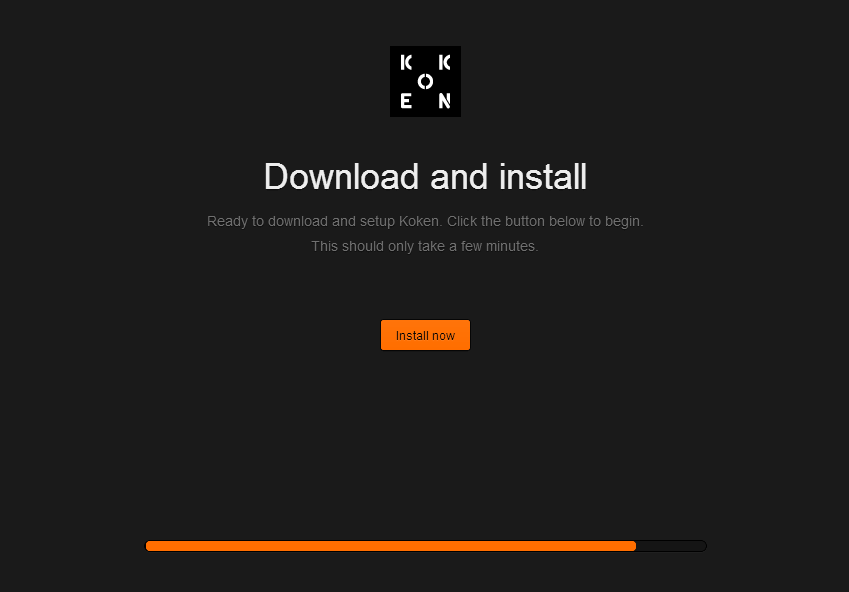 K K
O
E N
Download and install
Ready to download and setup Koken. Click the button below to begin.
This should only take a few minutes.
Install now